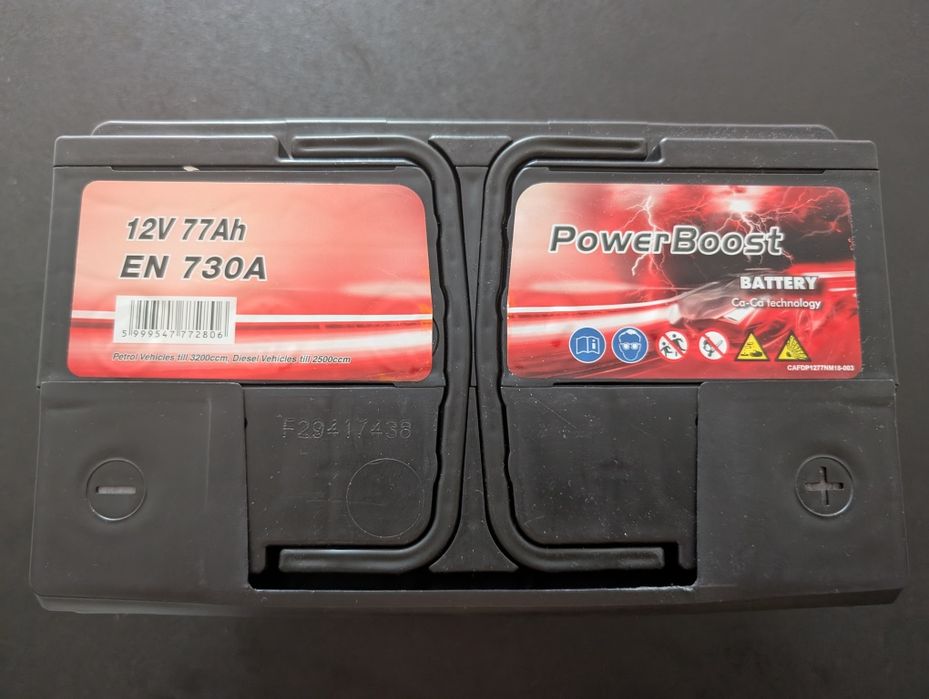 12V 77Ah
EN 730A
5 999547 772806
Petrol Vehicles till 3200ccm, Diesel Vehicles till 2500ccm
PowerBoost
BATTERY
Ca-Ca technology
CAFDP1277NM18-003
F29417438